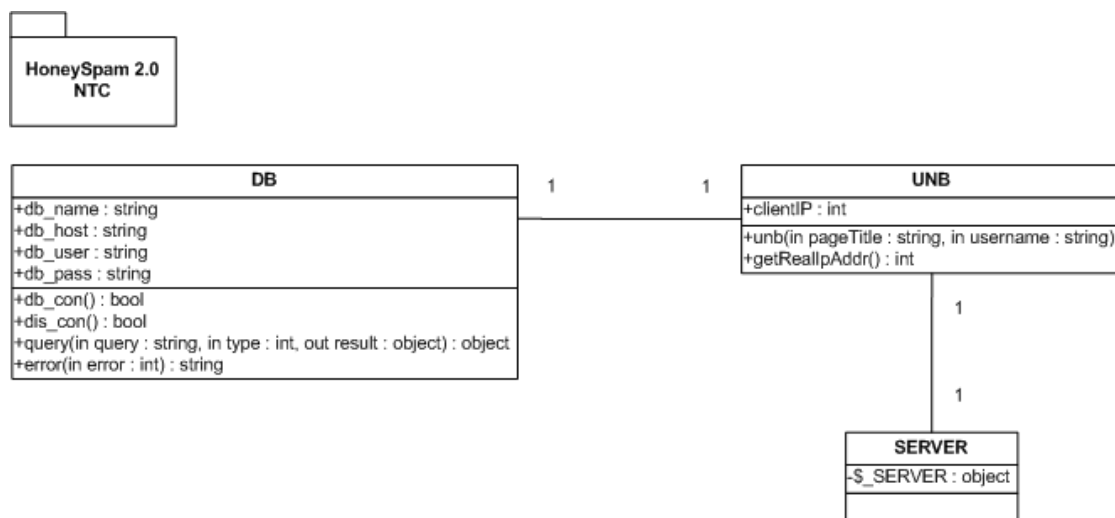 HoneySpam 2.0
NTC
DB
+db_name : string
+db_host : string
+db_user : string
+db_pass : string
+db_con() : bool
+dis_con() : bool
+query(in query : string, in type : int, out result : object) : object
+error(in error : int) : string
1
1
UNB
+clientIP : int
+unb(in pageTitle : string, in username : string)
+getRealIpAddr() : int
1
1
SERVER
-$_SERVER : object